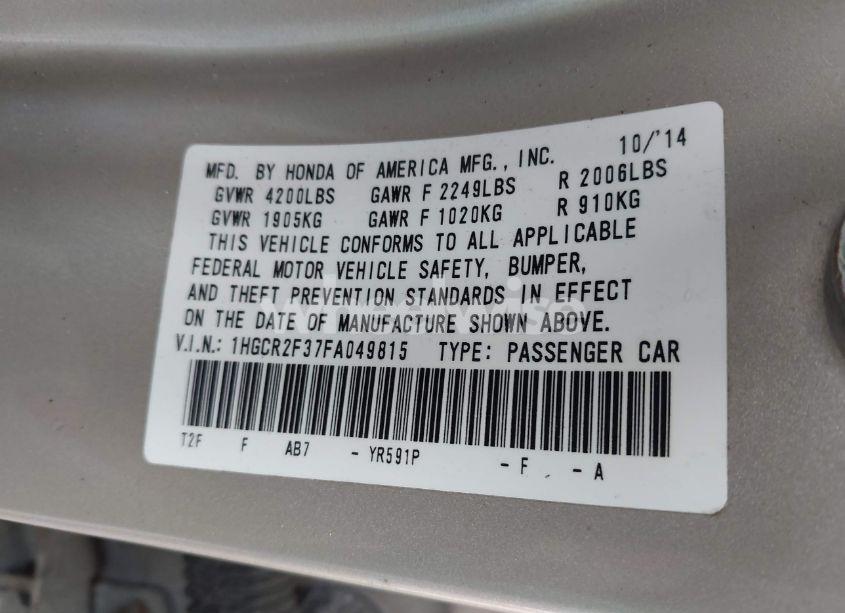 MFD. BY HONDA OF AMERICA MFG., INC. 10/'14
GVWR 4200LBS GAWR F 2249LBS R 2006LBS
GVWR 1905KG GAWR F 1020KG R 910KG
THIS VEHICLE CONFORMS TO ALL APPLICABLE
FEDERAL MOTOR VEHICLE SAFETY, BUMPER,
AND THEFT PREVENTION STANDARDS IN EFFECT
ON THE DATE OF MANUFACTURE SHOWN ABOVE.
V.I.N.: 1HGCR2F37FA049815 TYPE: PASSENGER CAR
T2F F AB7 - YR591P - F - A